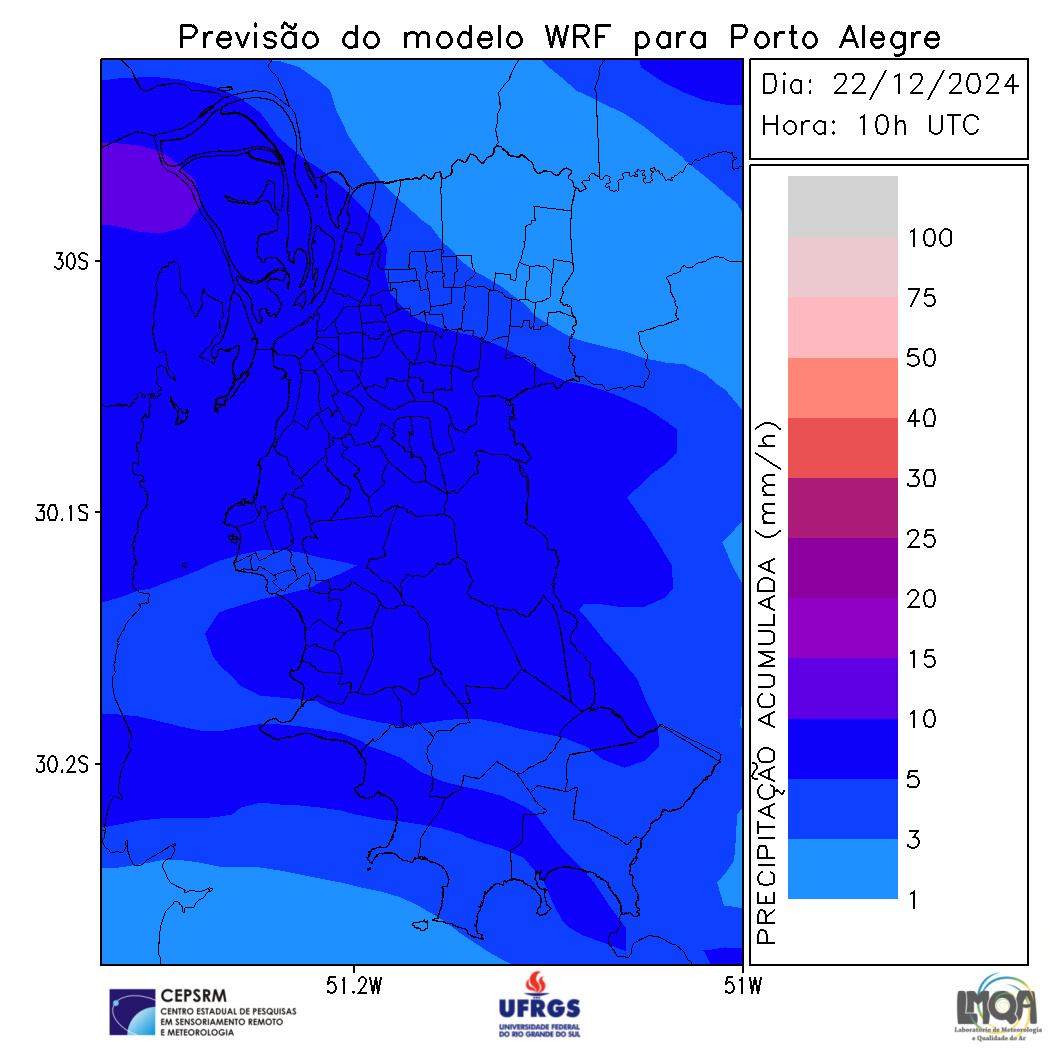 Previsão do modelo WRF para Porto Alegre
Dia: 22/12/2024
Hora: 10h UTC
30S
30.1S
30.2S
51.2W
51W
PRECIPITAÇÃO ACUMULADA (mm/h)
100
75
50
40
30
25
20
15
10
5
3
1
CEPSRM
CENTRO ESTADUAL DE PESQUISAS
EM SENSORIAMENTO REMOTO
E METEOROLOGIA
UFRGS
UNIVERSIDADE FEDERAL
DO RIO GRANDE DO SUL
LMQA
Laboratório de Meteorologia
e Qualidade do Ar